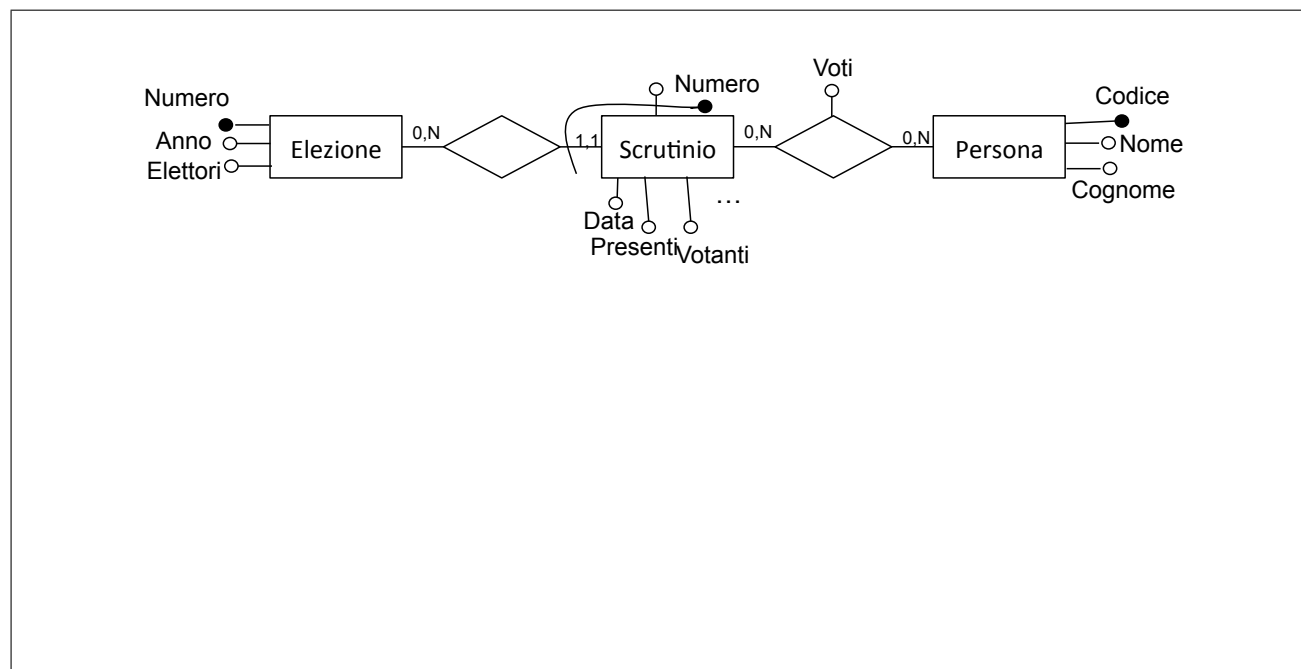 Numero
Anno
Elettori
Elezione
0,N
1,1
Numero
Scrutinio
Data
Presenti
Votanti
...
0,N
Voti
0,N
Persona
Codice
Nome
Cognome